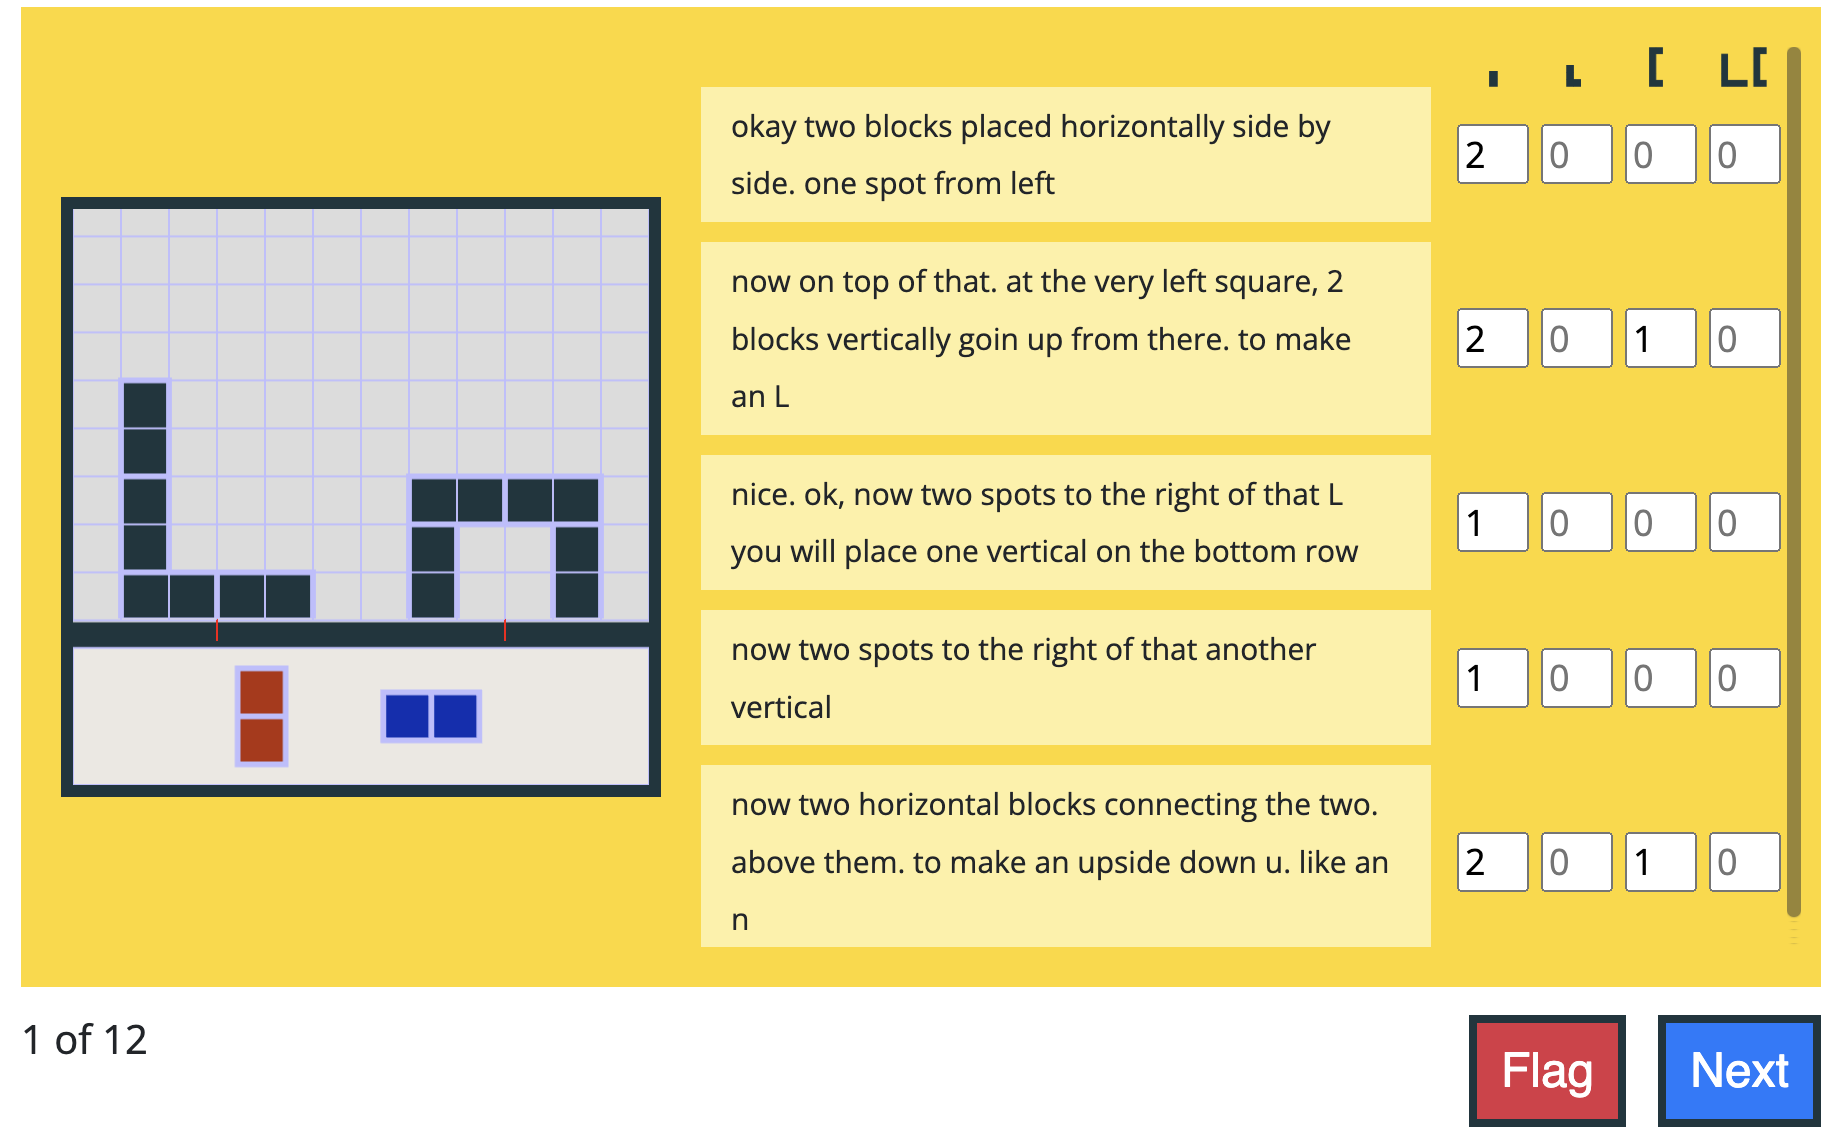 okay two blocks placed horizontally side by
side. one spot from left
2 0 0 0
now on top of that. at the very left square, 2
blocks vertically goin up from there. to make
an L
2 0 1 0
nice. ok, now two spots to the right of that L
you will place one vertical on the bottom row
1 0 0 0
now two spots to the right of that another
vertical
1 0 0 0
now two horizontal blocks connecting the two.
above them. to make an upside down u. like an
n
2 0 1 0
1 of 12
Flag
Next